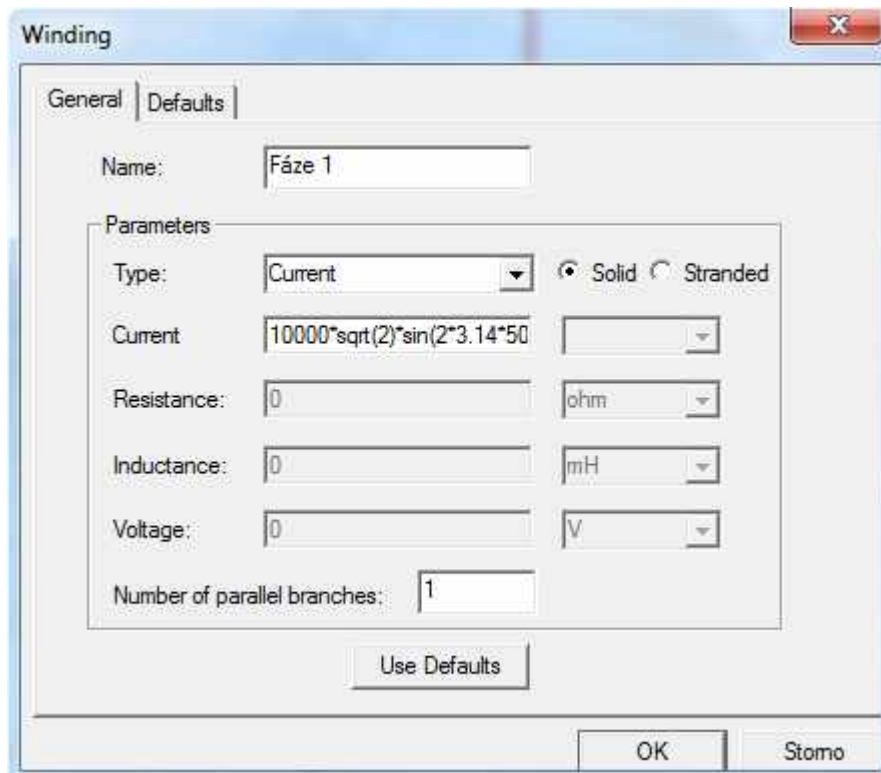 Winding
General Defaults
Name: Fáze 1
Parameters
Type: Current Solid Stranded
Current 10000*sqrt(2)*sin(2*3.14*50
Resistance: 0 ohm
Inductance: 0 mH
Voltage: 0 V
Number of parallel branches: 1
Use Defaults
OK Storno